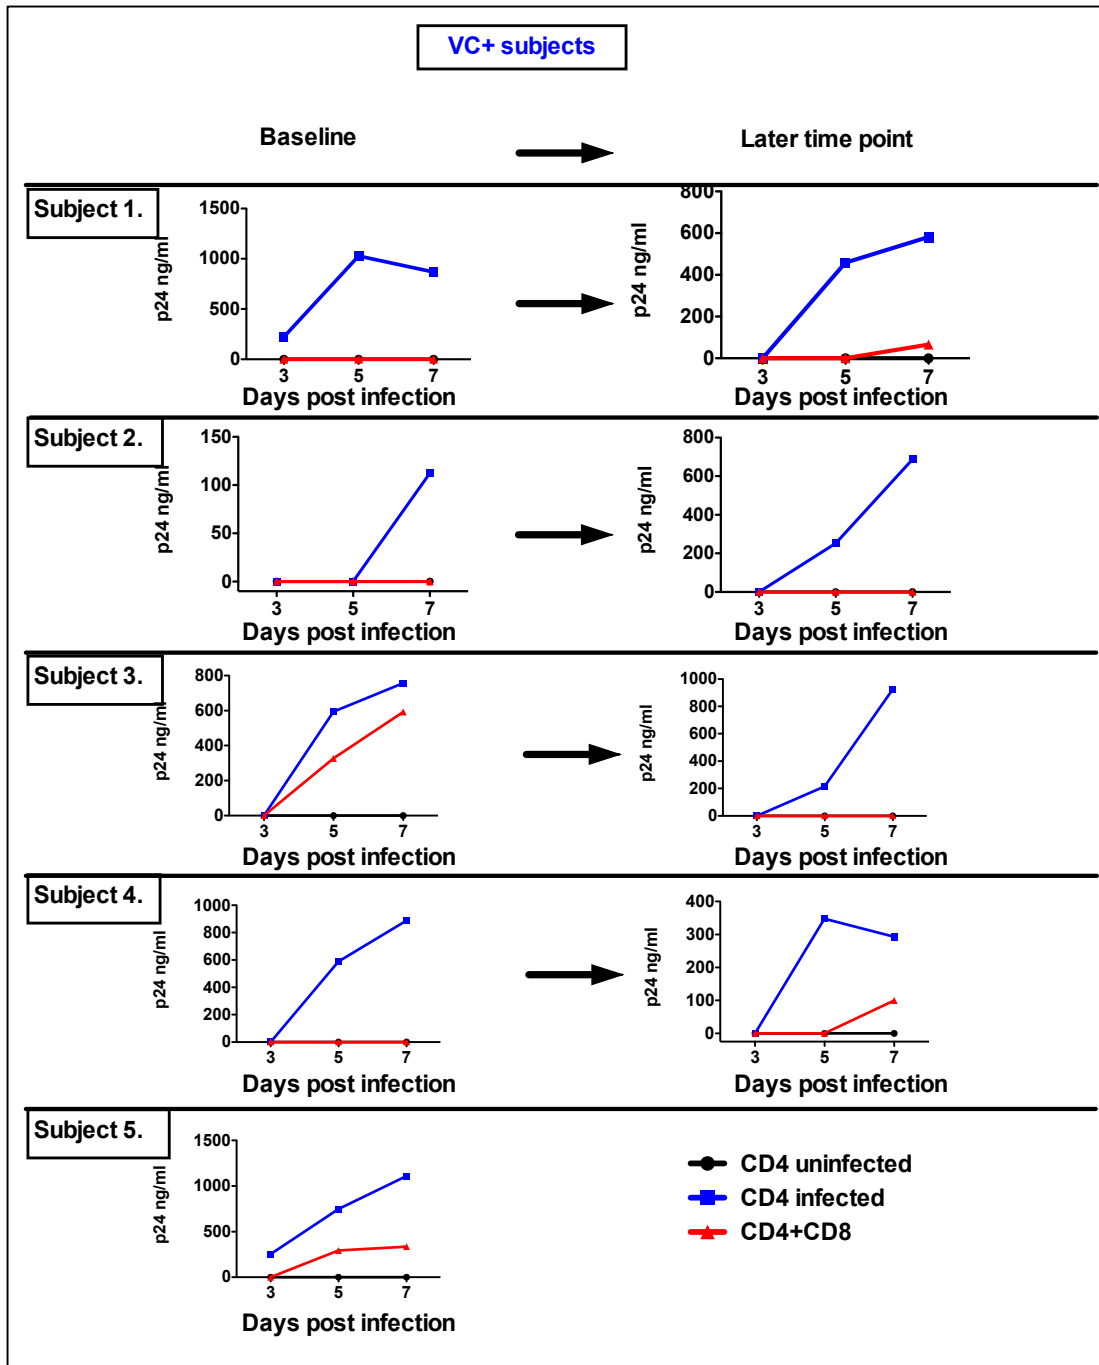 VC+ subjects
Baseline
Later time point
Subject 1.
p24 ng/ml
1500
1000
500
0
3 5 7
Days post infection
p24 ng/ml
800
600
400
200
0
3 5 7
Days post infection
Subject 2.
p24 ng/ml
150
100
50
0
3 5 7
Days post infection
p24 ng/ml
800
600
400
200
0
3 5 7
Days post infection
Subject 3.
p24 ng/ml
800
600
400
200
0
3 5 7
Days post infection
p24 ng/ml
1000
800
600
400
200
0
3 5 7
Days post infection
Subject 4.
p24 ng/ml
1000
800
600
400
200
0
3 5 7
Days post infection
p24 ng/ml
400
300
200
100
0
3 5 7
Days post infection
Subject 5.
p24 ng/ml
1500
1000
500
0
3 5 7
Days post infection
CD4 uninfected
CD4 infected
CD4+CD8